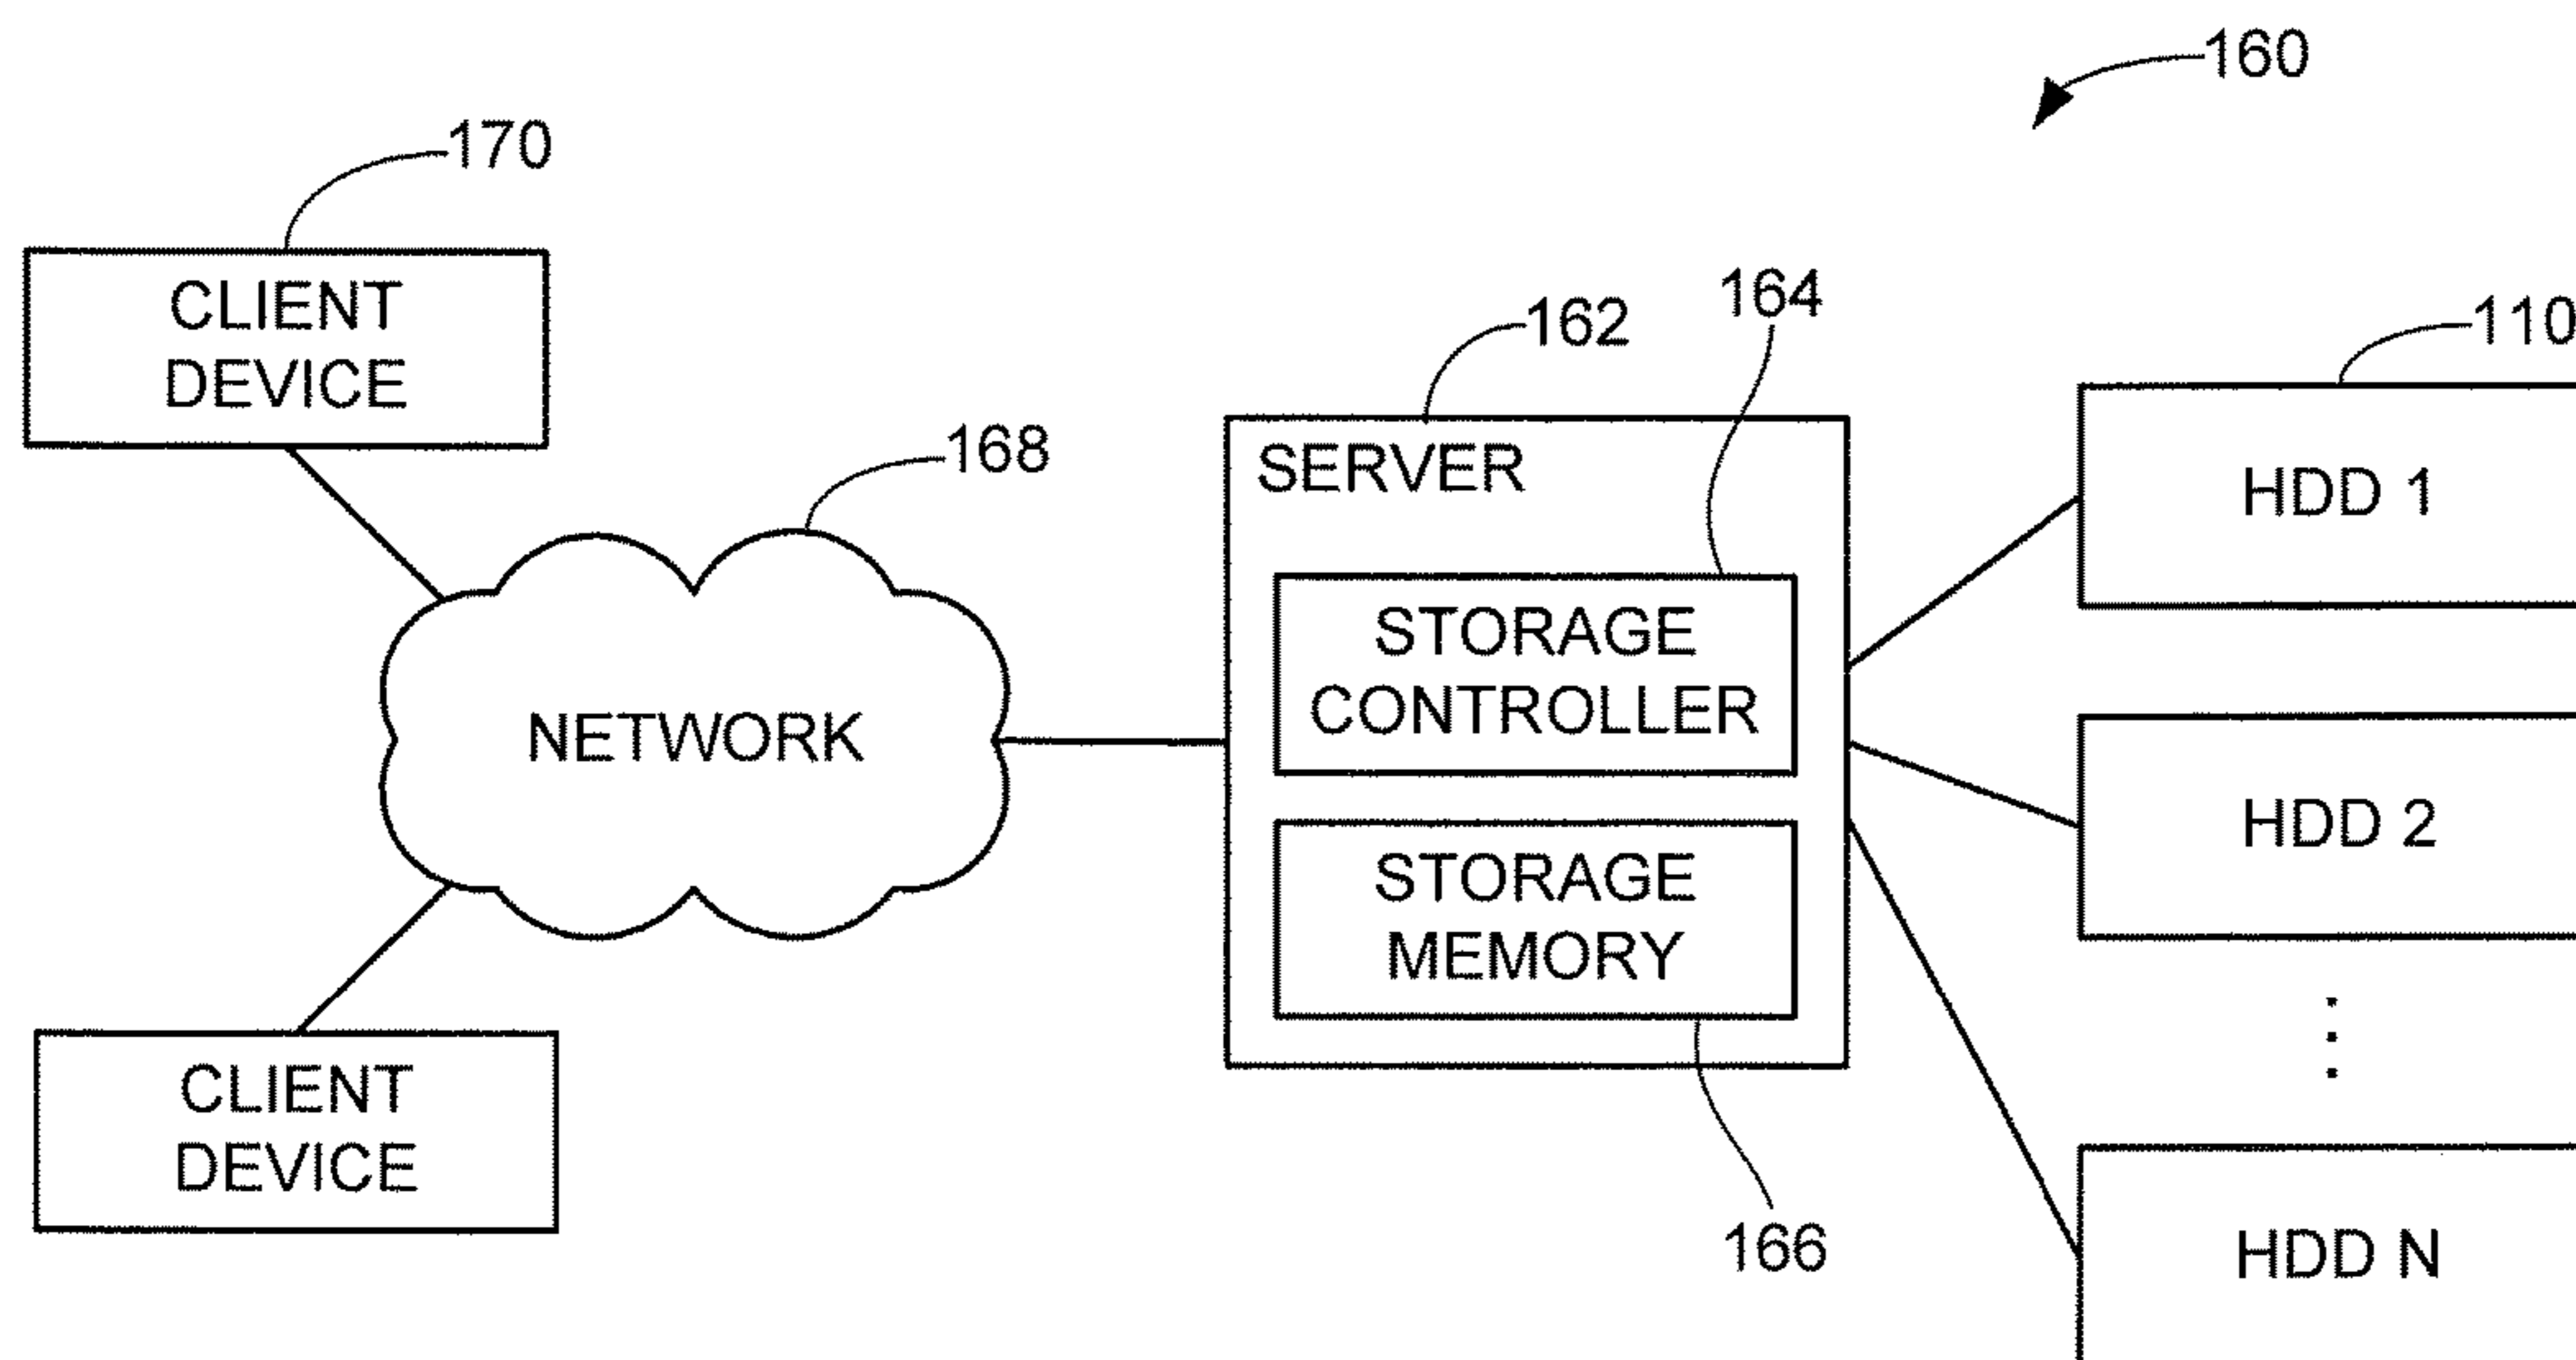 160
170
CLIENT
DEVICE
168
NETWORK
CLIENT
DEVICE
162
164
SERVER
STORAGE
CONTROLLER
STORAGE
MEMORY
166
110
HDD 1
HDD 2
HDD N